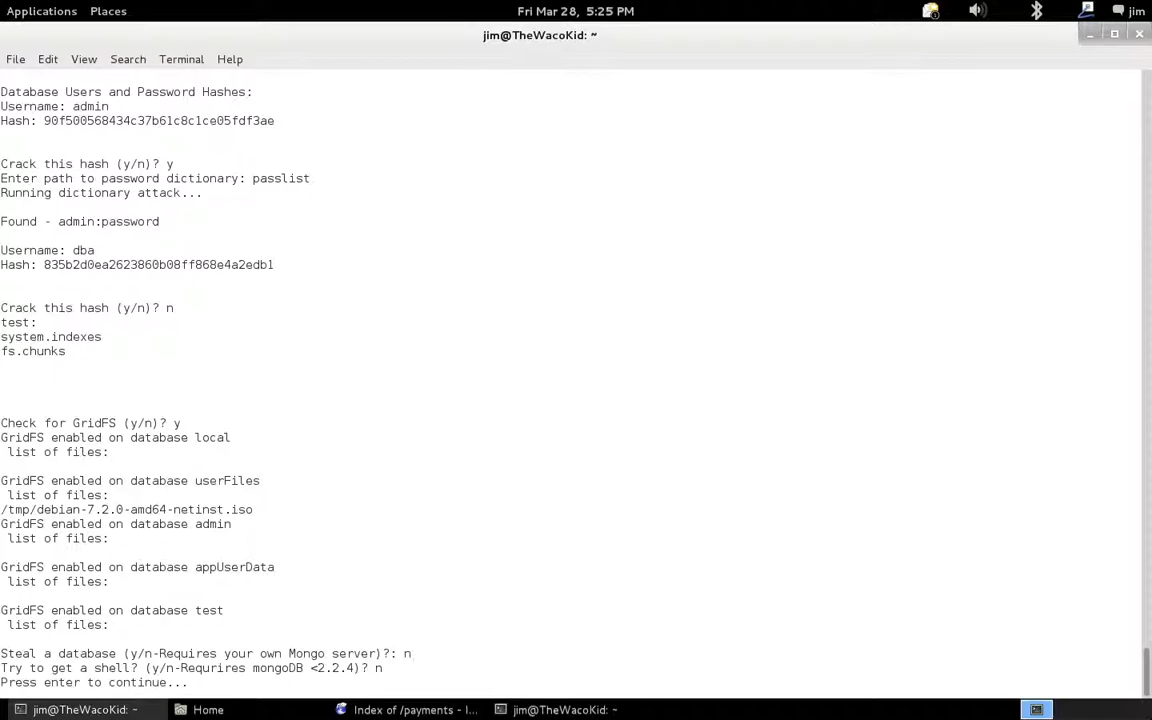 Applications Places Fri Mar 28, 5:25 PM jim
jim@TheWacoKid: ~
File Edit View Search Terminal Help
Database Users and Password Hashes:
Username: admin
Hash: 90f500568434c37b61c8c1ce05fdf3ae
Crack this hash (y/n)? y
Enter path to password dictionary: passlist
Running dictionary attack...
Found - admin:password
Username: dba
Hash: 835b2d0ea2623860b08ff868e4a2edb1
Crack this hash (y/n)? n
test:
system.indexes
fs.chunks
Check for GridFS (y/n)? y
GridFS enabled on database local
list of files:
GridFS enabled on database userFiles
list of files:
/tmp/debian-7.2.0-amd64-netinst.iso
GridFS enabled on database admin
list of files:
GridFS enabled on database appUserData
list of files:
GridFS enabled on database test
list of files:
Steal a database (y/n-Requires your own Mongo server)?: n
Try to get a shell? (y/n-Requrires mongoDB <2.2.4)? n
Press enter to continue...
jim@TheWacoKid: ~ Home Index of /payments - I... jim@TheWacoKid: ~